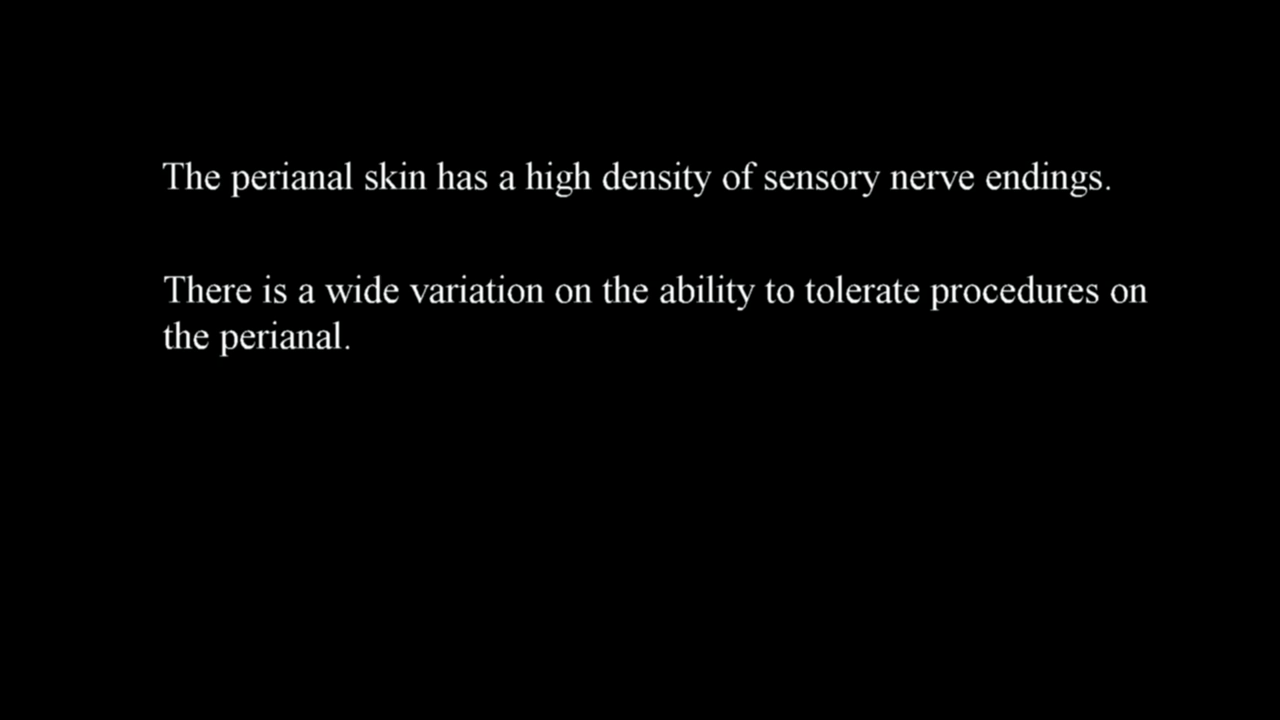 The perianal skin has a high density of sensory nerve endings.
There is a wide variation on the ability to tolerate procedures on
the perianal.